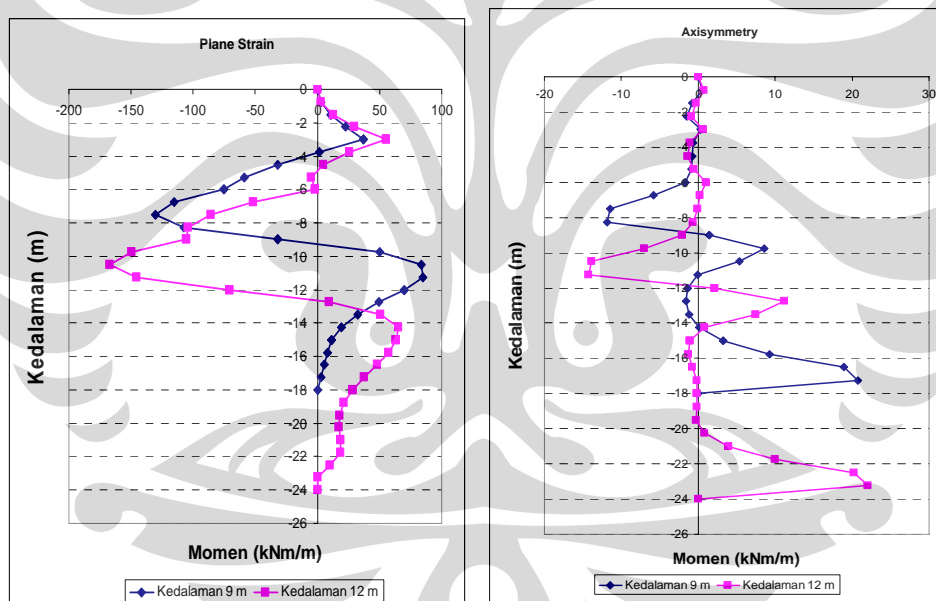 Plane Strain
-200 -150 -100 -50 0 50 100
0
-2
-4
-6
-8
-10
-12
-14
-16
-18
-20
-22
-24
-26
Kedalaman (m)
Momen (kNm/m)
Kedalaman 9 m Kedalaman 12 m
Axisymmetry
-20 -10 0 10 20 30
0
-2
-4
-6
-8
-10
-12
-14
-16
-18
-20
-22
-24
-26
Kedalaman (m)
Momen (kNm/m)
Kedalaman 9 m Kedalaman 12 m